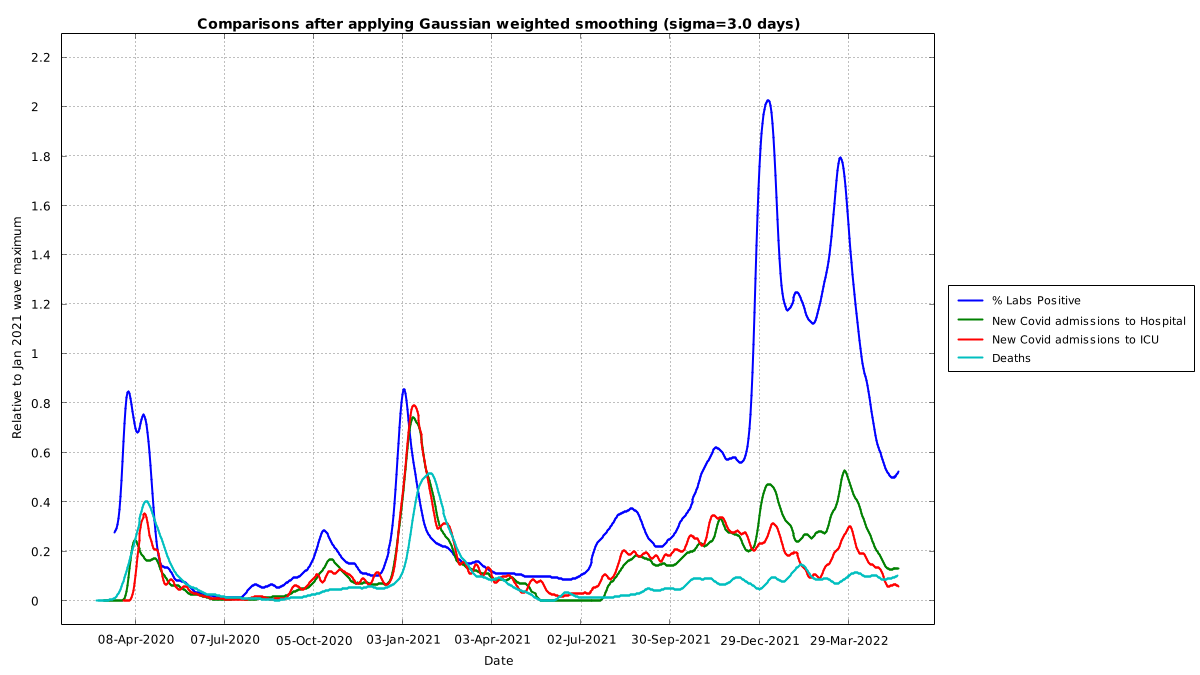 Comparisons after applying Gaussian weighted smoothing (sigma=3.0 days)
2.2
2
1.8
1.6
1.4
1.2
1
0.8
0.6
0.4
0.2
0
Relative to Jan 2021 wave maximum
08-Apr-2020 07-Jul-2020 05-Oct-2020 03-Jan-2021 03-Apr-2021 02-Jul-2021 30-Sep-2021 29-Dec-2021 29-Mar-2022
Date
% Labs Positive
New Covid admissions to Hospital
New Covid admissions to ICU
Deaths